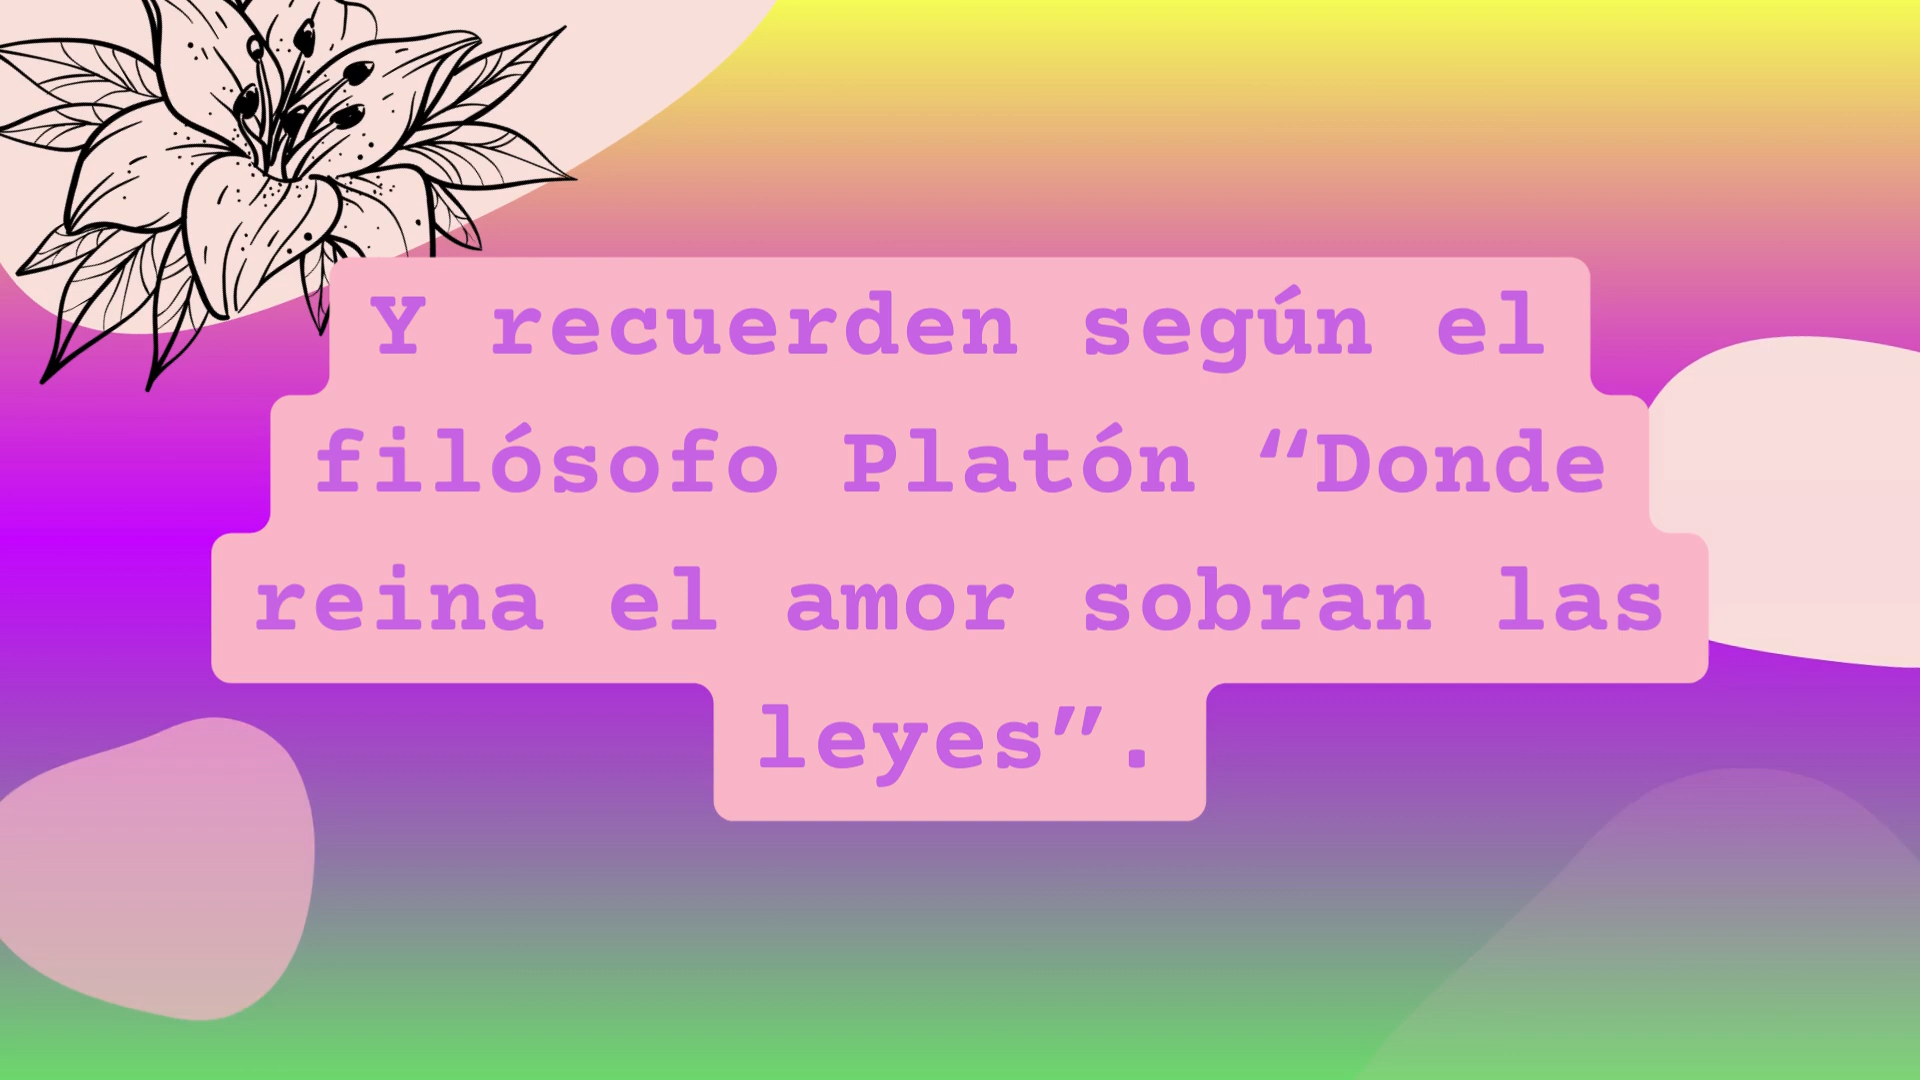 Y recuerden según el
filósofo Platón “Donde
reina el amor sobran las
leyes”.